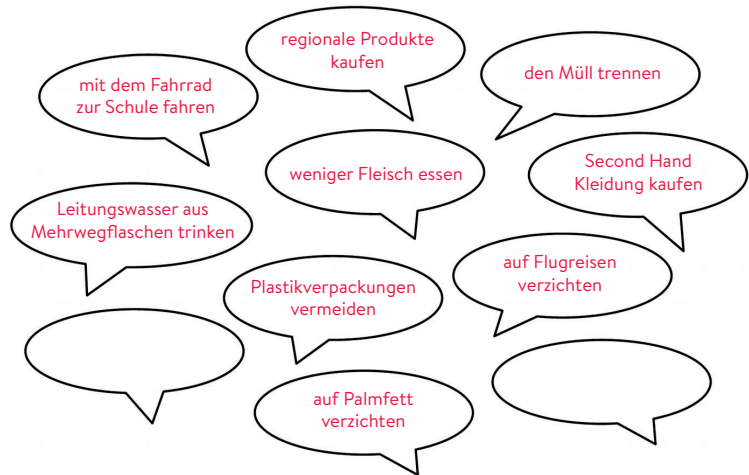 regionale Produkte
kaufen
mit dem Fahrrad
zur Schule fahren
den Müll trennen
weniger Fleisch essen
Second Hand
Kleidung kaufen
Leitungswasser aus
Mehrwegflaschen trinken
Plastikverpackungen
vermeiden
auf Flugreisen
verzichten
auf Palmfett
verzichten